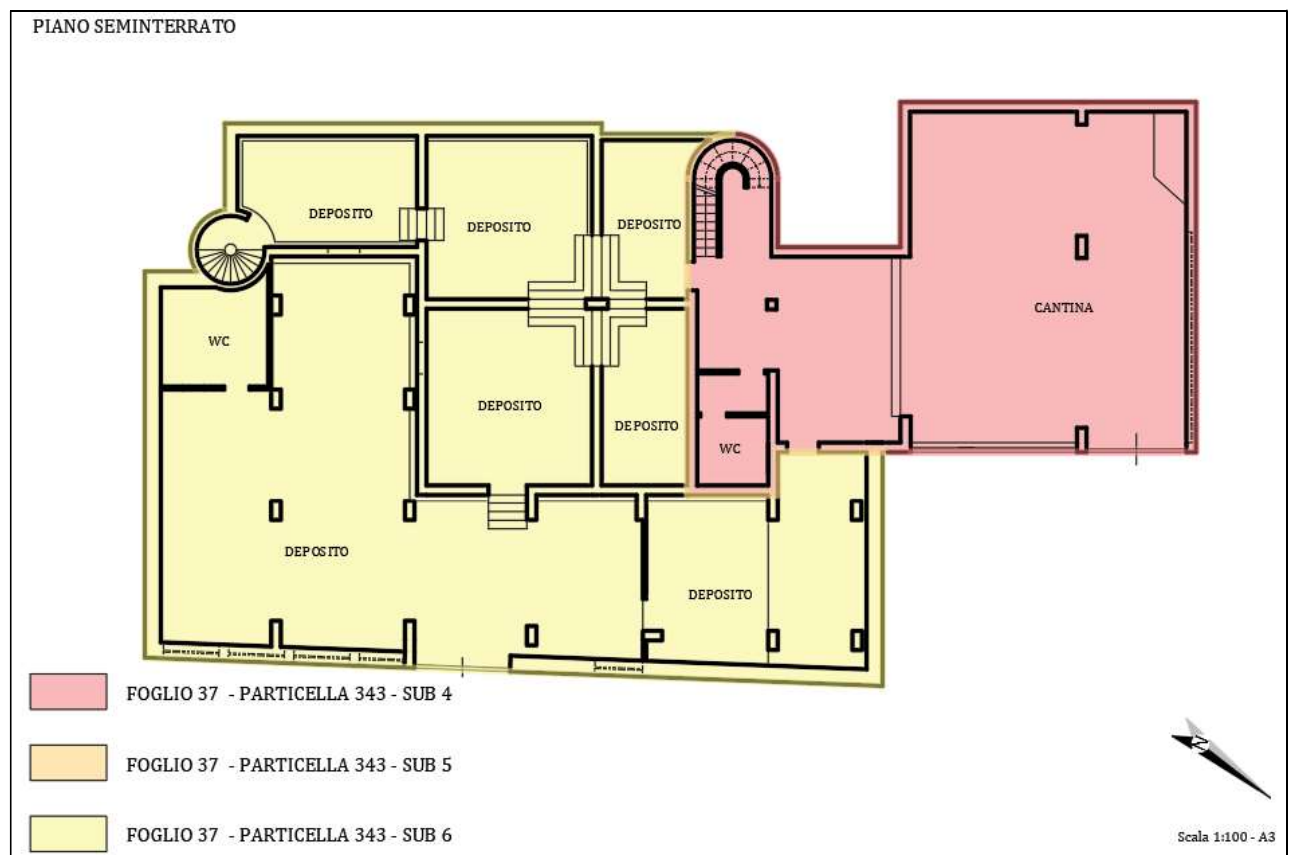 PIANO SEMINTERRATO
DEPOSITO
DEPOSITO
DEPOSITO
CANTINA
WC
DEPOSITO
DEPOSITO
WC
DEPOSITO
DEPOSITO
FOGLIO 37 - PARTICELLA 343 - SUB 4
N
FOGLIO 37 - PARTICELLA 343 - SUB 5
FOGLIO 37 - PARTICELLA 343 - SUB 6
Scala 1:100 - A3